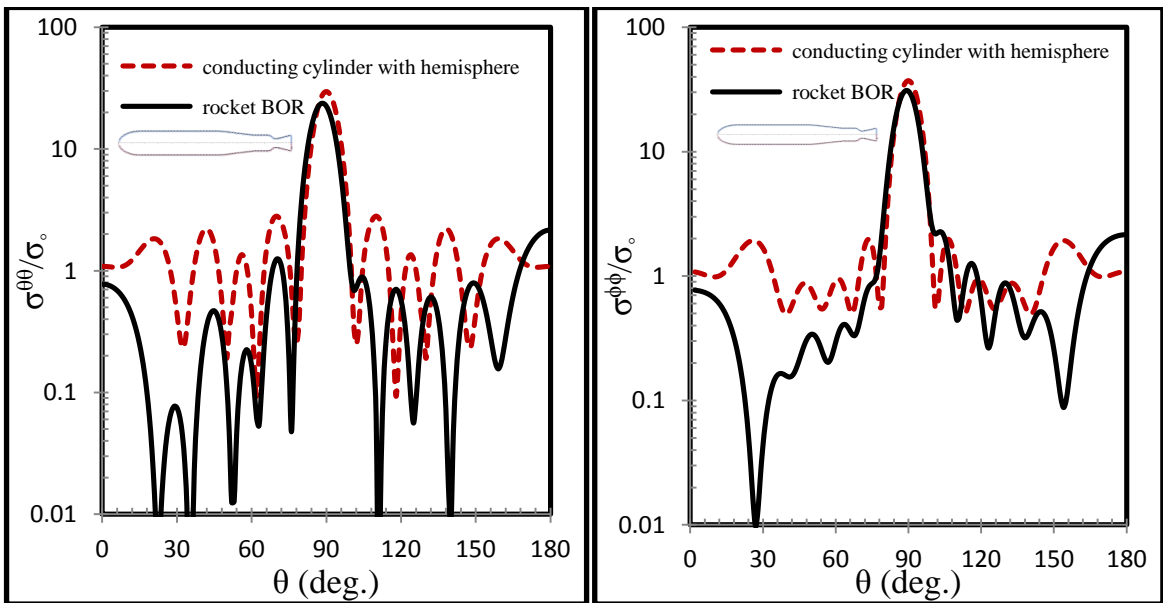 100
conducting cylinder with hemisphere
rocket BOR
10
1
0.1
0.01
σ^θθ/σ∘
0 30 60 90 120 150 180
θ (deg.)
100
conducting cylinder with hemisphere
rocket BOR
10
1
0.1
0.01
σ^ϕϕ/σ∘
0 30 60 90 120 150 180
θ (deg.)